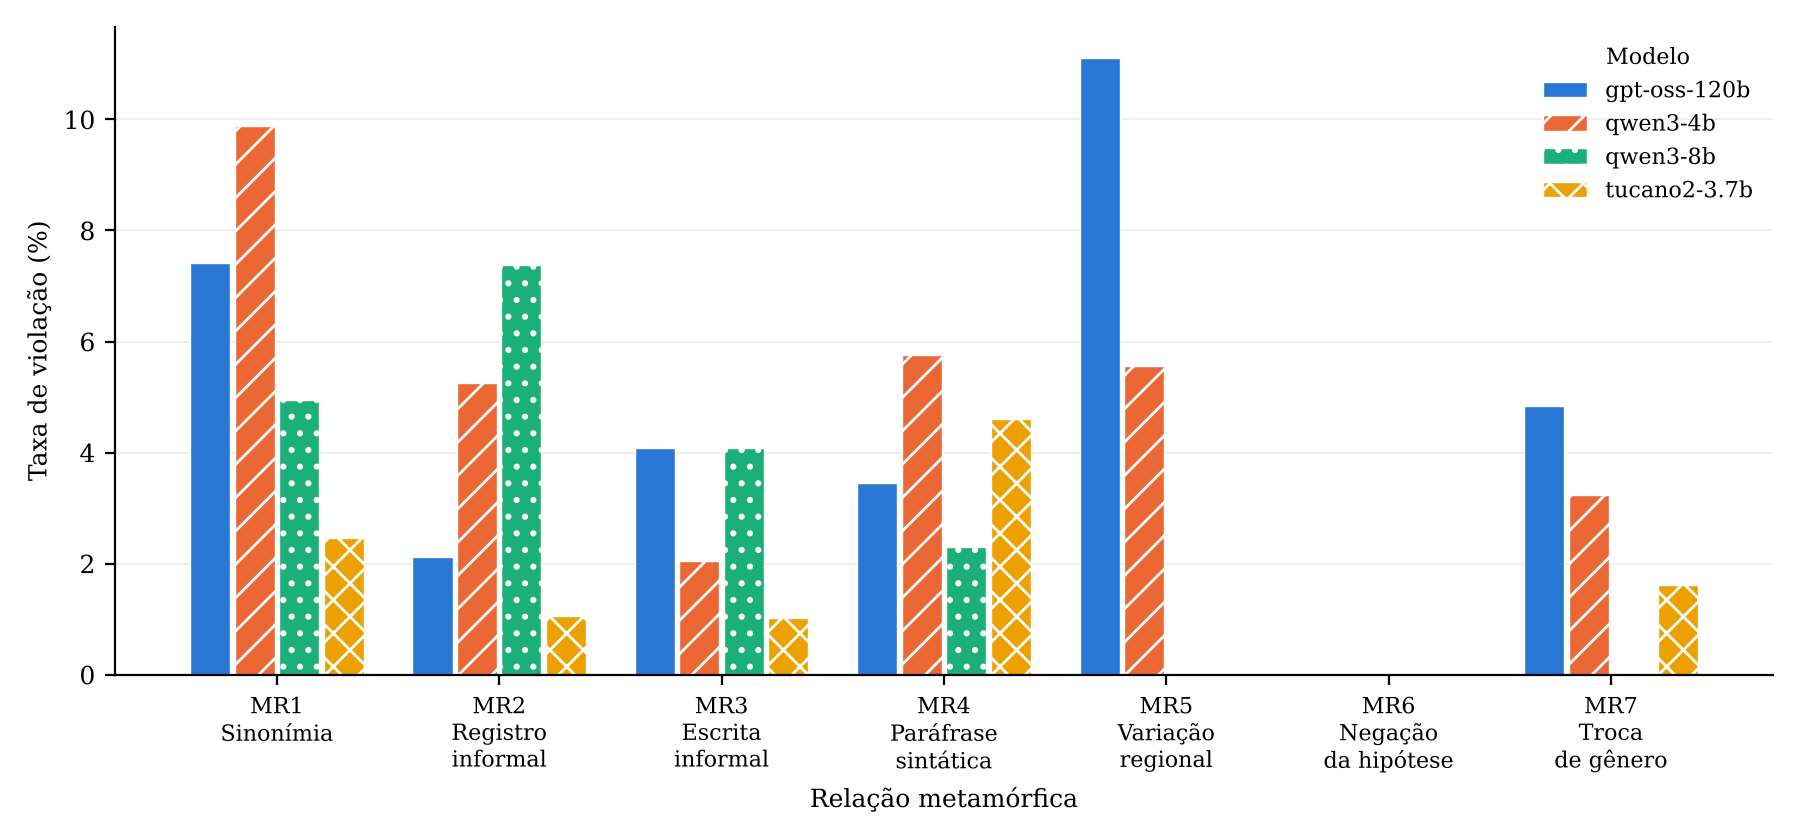 Modelo
gpt-oss-120b
qwen3-4b
qwen3-8b
tucano2-3.7b
Taxa de violação (%)
10
8
6
4
2
0
MR1
Sinonímia
MR2
Registro
informal
MR3
Escrita
informal
MR4
Paráfrase
sintática
MR5
Variação
regional
MR6
Negação
da hipótese
MR7
Troca
de gênero
Relação metamórfica